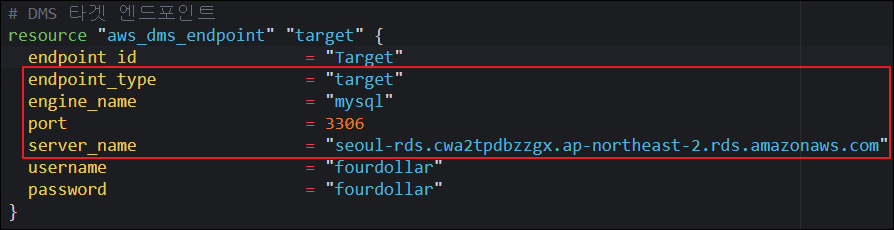 # DMS 타겟 엔드포인트
resource "aws_dms_endpoint" "target" {
  endpoint_id                 = "Target"
  endpoint_type               = "target"
  engine_name                 = "mysql"
  port                        = 3306
  server_name                 = "seoul-rds.cwa2tpdbzzgx.ap-northeast-2.rds.amazonaws.com"
  username                    = "fourdollar"
  password                    = "fourdollar"
}